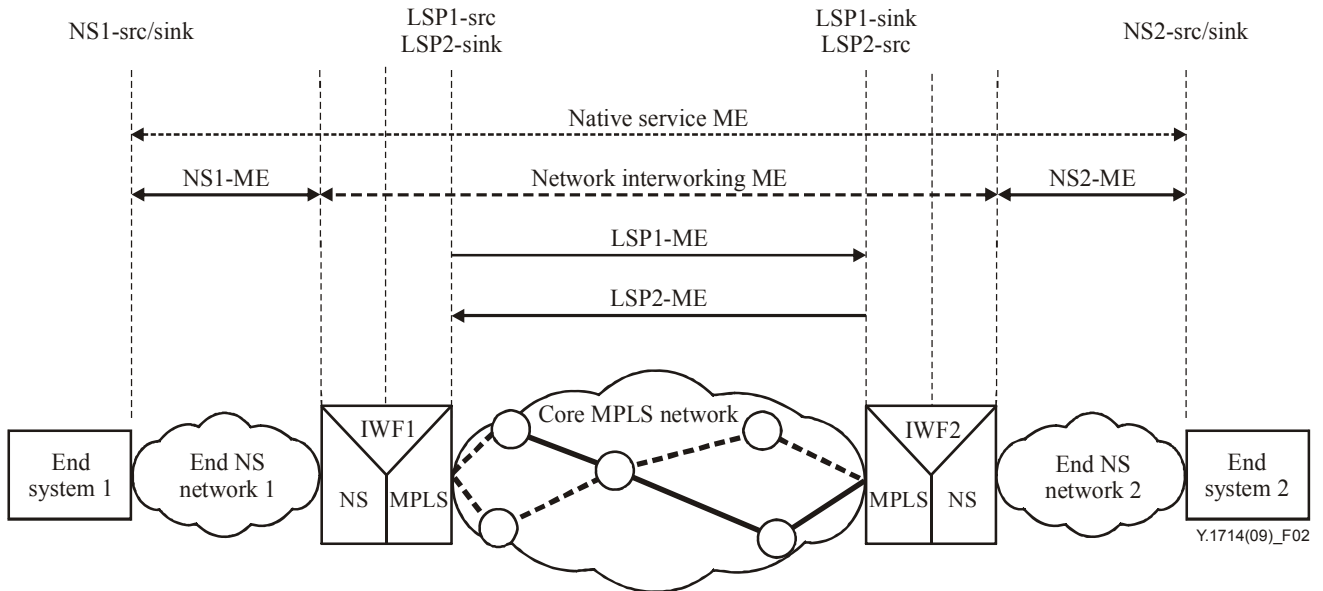 NS1-src/sink
LSP1-src
LSP2-sink
LSP1-sink
LSP2-src
NS2-src/sink
Native service ME
NS1-ME
Network interworking ME
NS2-ME
LSP1-ME
LSP2-ME
End
system 1
End NS
network 1
IWF1
NS
MPLS
Core MPLS network
IWF2
MPLS
NS
End NS
network 2
End
system 2
Y.1714(09)_F02